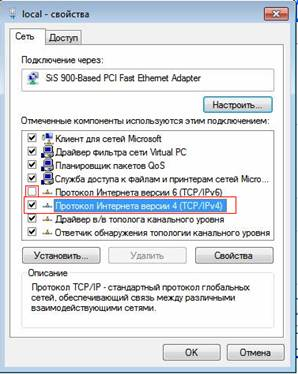 local - свойства
Сеть Доступ
Подключение через:
SiS 900-Based PCI Fast Ethernet Adapter
Настроить...
Отмеченные компоненты используются этим подключением:
Клиент для сетей Microsoft
Драйвер фильтра сети Virtual PC
Планировщик пакетов QoS
Служба доступа к файлам и принтерам сетей Micro...
Протокол Интернета версии 6 (TCP/IPv6)
Протокол Интернета версии 4 (TCP/IPv4)
Драйвер в/в тополога канального уровня
Ответчик обнаружения топологии канального уровня
Установить... Удалить Свойства
Описание
Протокол TCP/IP - стандартный протокол глобальных
сетей, обеспечивающий связь между различными
взаимодействующими сетями.
ОК Отмена